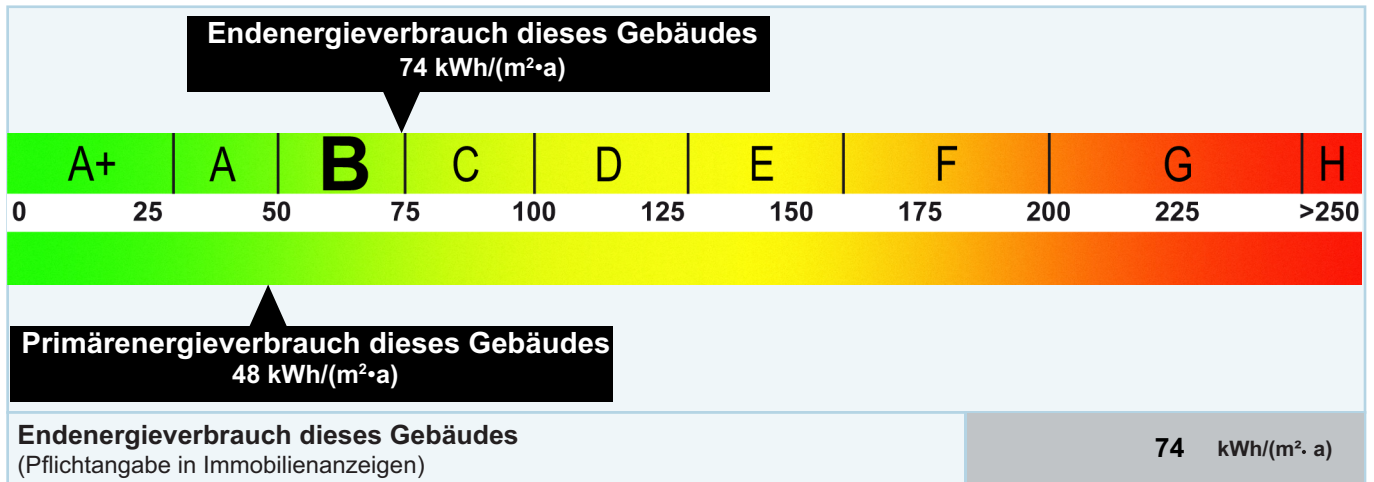 Endenergieverbrauch dieses Gebäudes
74 kWh/(m²•a)
A+ A B C D E F G H
0 25 50 75 100 125 150 175 200 225 >250
Primärenergieverbrauch dieses Gebäudes
48 kWh/(m²•a)
Endenergieverbrauch dieses Gebäudes
(Pflichtangabe in Immobilienanzeigen)
74 kWh/(m²· a)